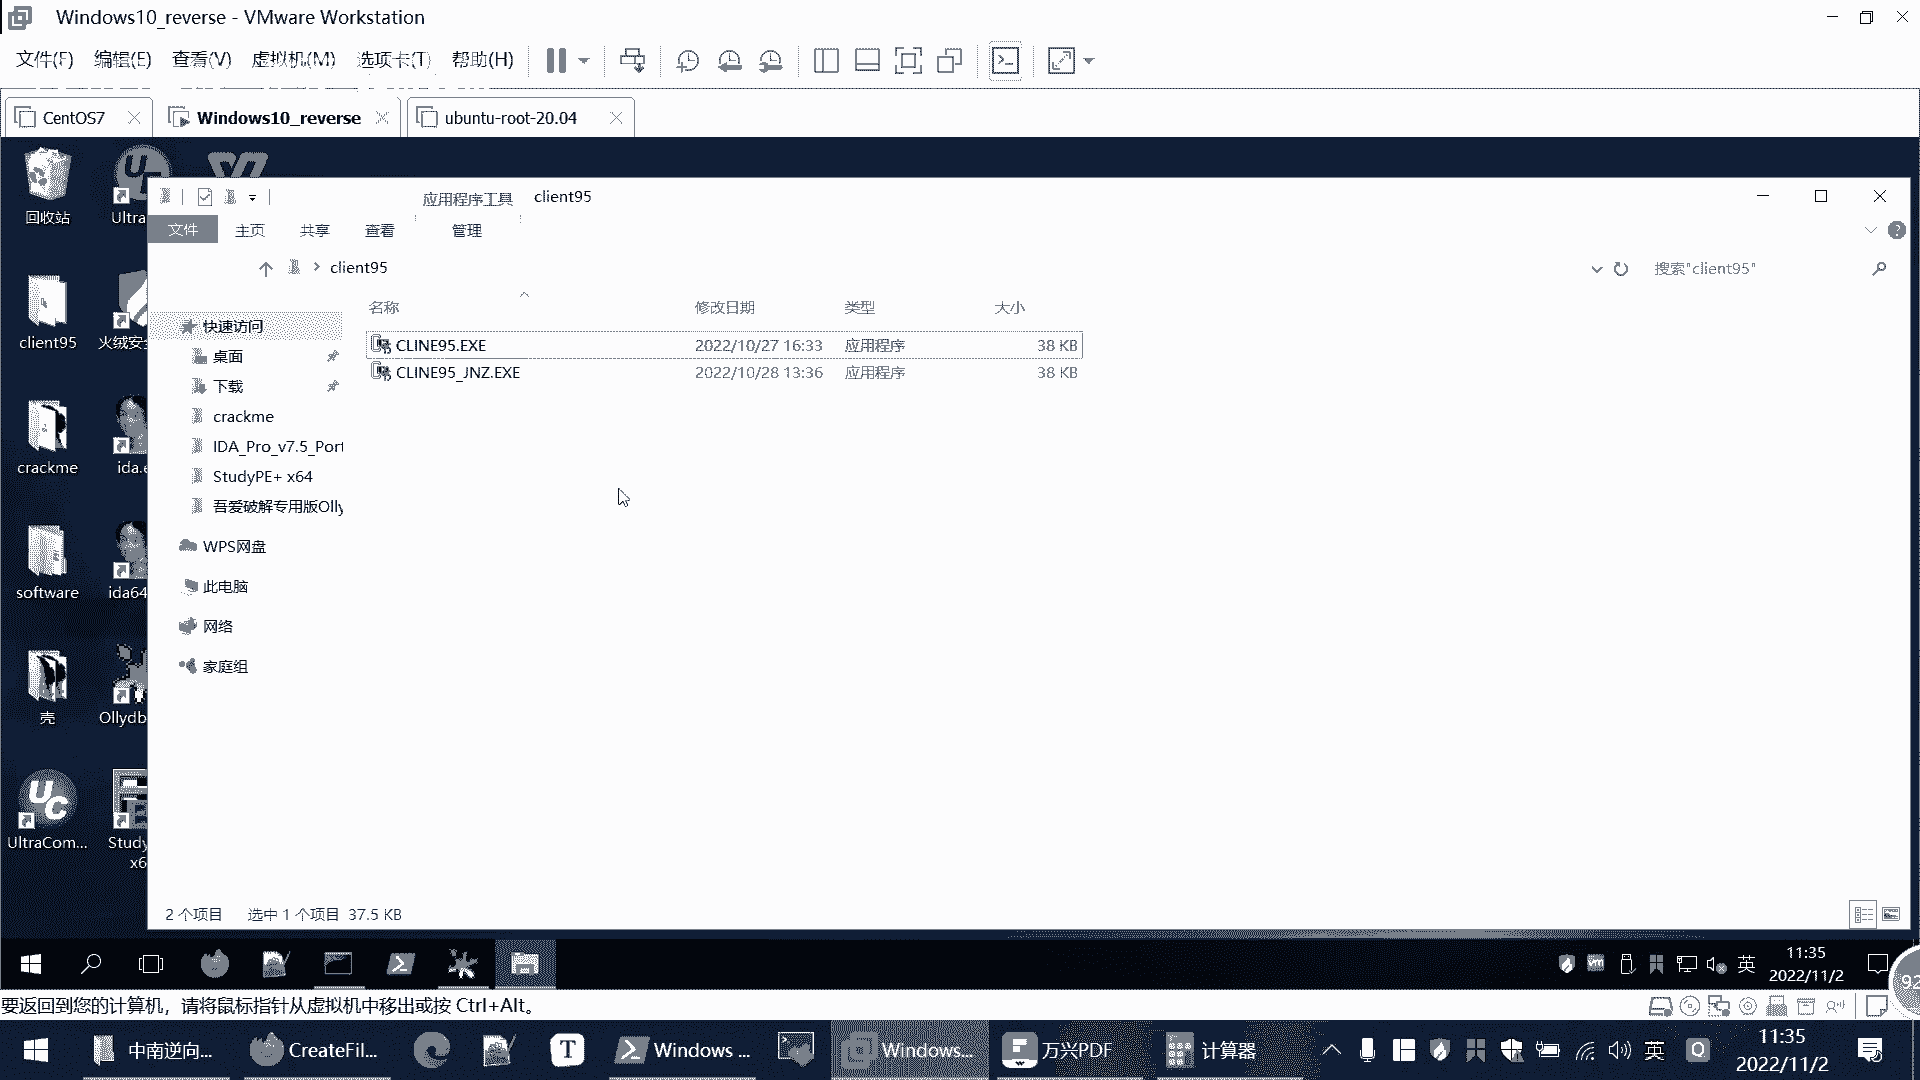 Windows10_reverse - VMware Workstation
文件(F) 编辑(E) 查看(V) 虚拟机(M) 选项卡(T) 帮助(H)
CentOS7
Windows10_reverse
ubuntu-root-20.04
回收站
Ultra
client95
火绒安全
crackme
ida.e
software
ida64
壳
Ollydb
UltraCom...
Study
x6
应用程序工具
client95
文件
主页
共享
查看
管理
client95
搜索"client95"
名称 修改日期 类型 大小
CLINE95.EXE 2022/10/27 16:33 应用程序 38 KB
CLINE95_JNZ.EXE 2022/10/28 13:36 应用程序 38 KB
快速访问
桌面
下载
crackme
IDA_Pro_v7.5_Port
StudyPE+ x64
吾爱破解专用版Olly
WPS网盘
此电脑
网络
家庭组
2 个项目 选中 1 个项目 37.5 KB
英
11:35
2022/11/2
92
要返回到您的计算机，请将鼠标指针从虚拟机中移出或按 Ctrl+Alt。
中南逆向...
CreateFil...
T
Windows ...
Windows...
万兴PDF
计算器
英
11:35
2022/11/2